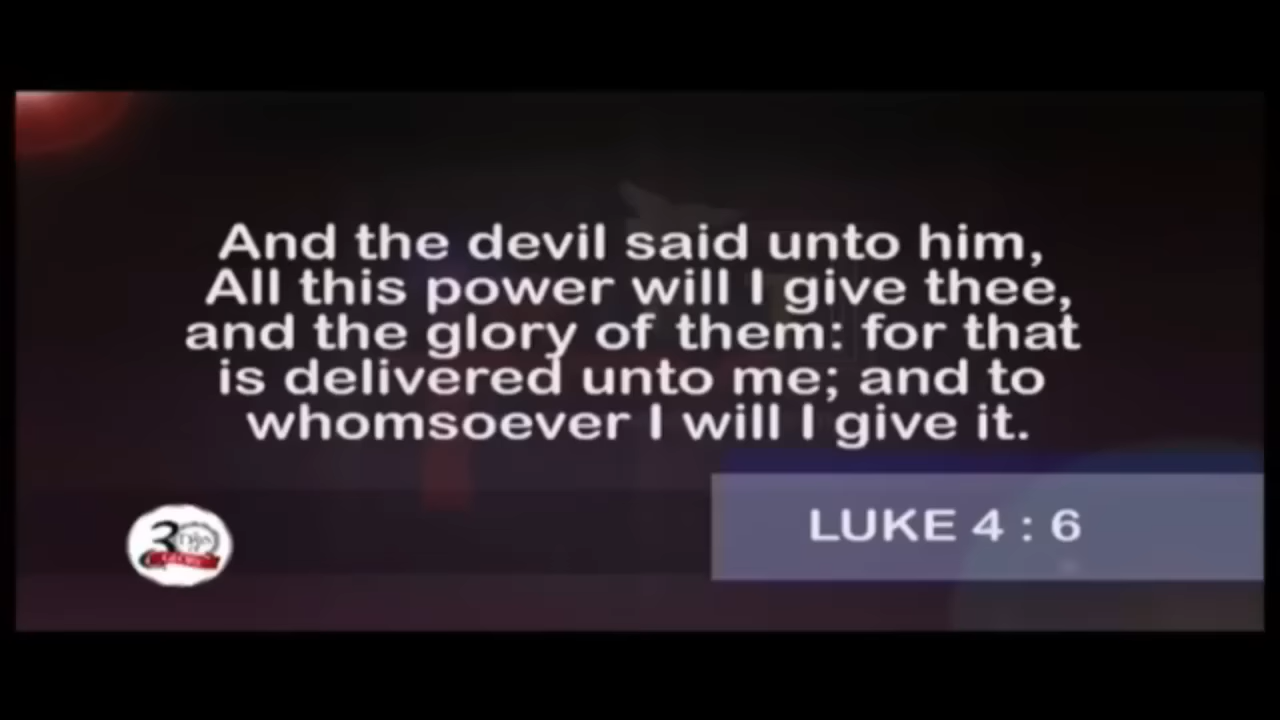 And the devil said unto him,
All this power will I give thee,
and the glory of them: for that
is delivered unto me; and to
whomsoever I will I give it.
LUKE 4 : 6
3